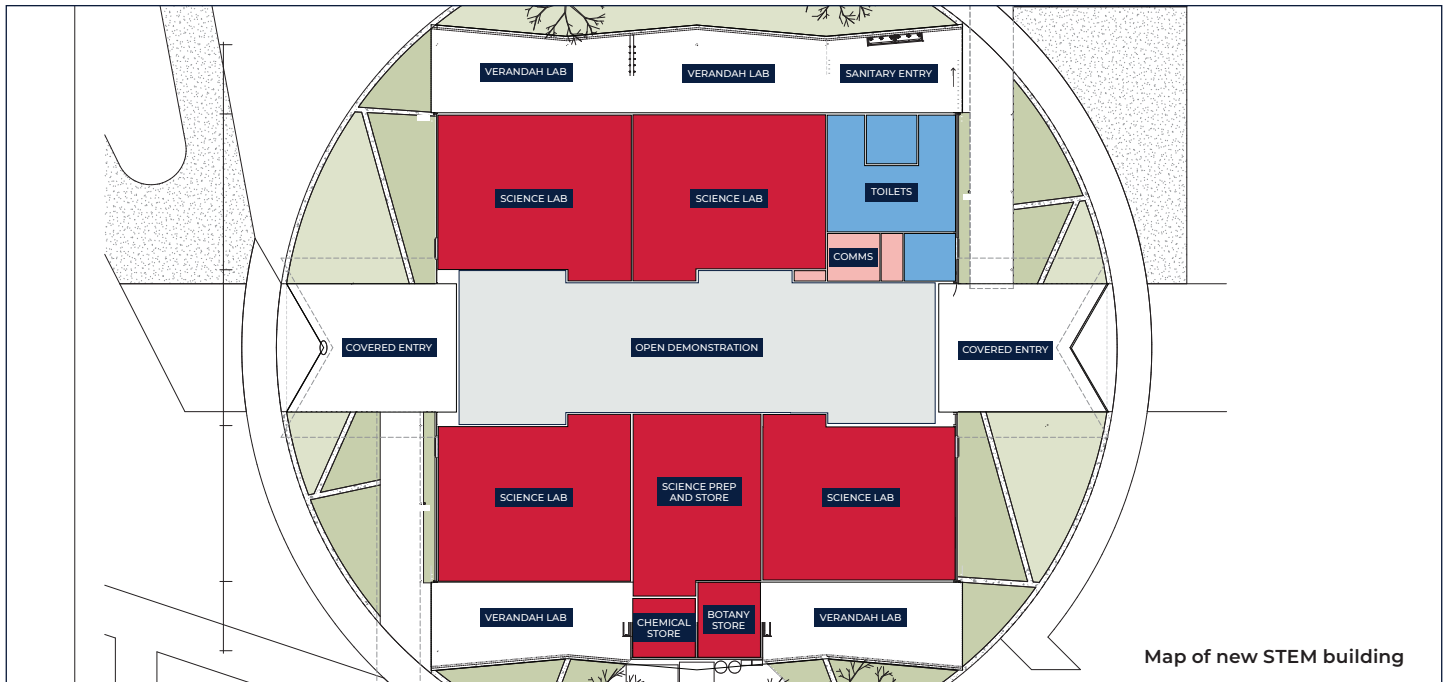 VERANDAH LAB
VERANDAH LAB
SANITARY ENTRY
SCIENCE LAB
SCIENCE LAB
TOILETS
COMMS
COVERED ENTRY
OPEN DEMONSTRATION
COVERED ENTRY
SCIENCE LAB
SCIENCE PREP
AND STORE
SCIENCE LAB
VERANDAH LAB
CHEMICAL
STORE
BOTANY
STORE
VERANDAH LAB
Map of new STEM building